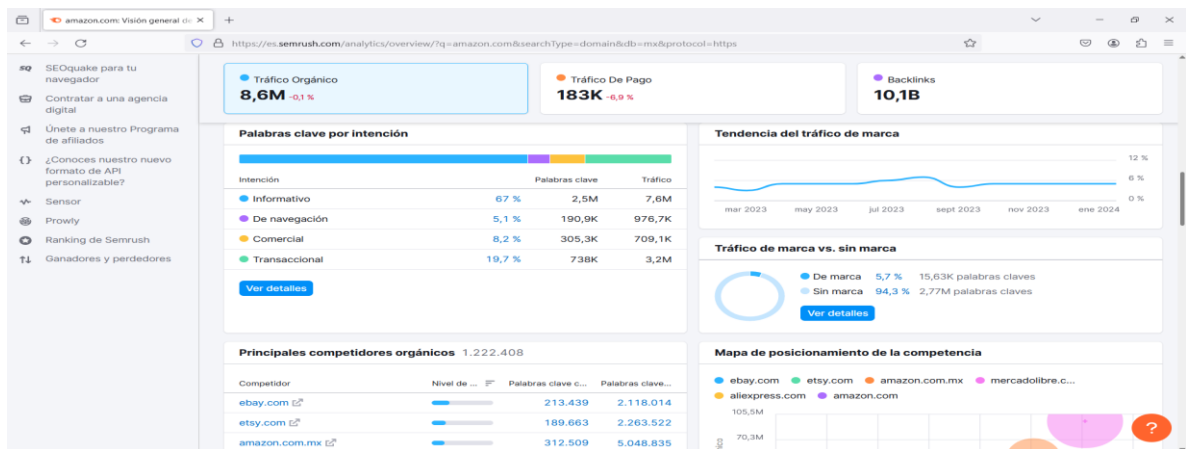 amazon.com: Visión general de
https://es.semrush.com/analytics/overview/?q=amazon.com&searchType=domain&db=mx&protocol=https
SEOquake para tu
navegador
Contratar a una agencia
digital
Únete a nuestro Programa
de afiliados
¿Conoces nuestro nuevo
formato de API
personalizable?
Sensor
Prowly
Ranking de Semrush
Ganadores y perdedores
Tráfico Orgánico
8,6M -0,1 %
Tráfico De Pago
183K -6,9 %
Backlinks
10,1B
Palabras clave por intención
Intención Palabras clave Tráfico
Informativo 67 % 2,5M 7,6M
De navegación 5,1 % 190,9K 976,7K
Comercial 8,2 % 305,3K 709,1K
Transaccional 19,7 % 738K 3,2M
Ver detalles
Tendencia del tráfico de marca
12 %
6 %
0 %
mar 2023 may 2023 jul 2023 sept 2023 nov 2023 ene 2024
Tráfico de marca vs. sin marca
De marca 5,7 % 15,63K palabras claves
Sin marca 94,3 % 2,77M palabras claves
Ver detalles
Principales competidores orgánicos 1.222.408
Competidor Nivel de ... Palabras clave c... Palabras clave...
ebay.com 213.439 2.118.014
etsy.com 189.663 2.263.522
amazon.com.mx 312.509 5.048.835
Mapa de posicionamiento de la competencia
ebay.com etsy.com amazon.com.mx mercadolibre.c...
aliexpress.com amazon.com
105,5M
70,3M
?